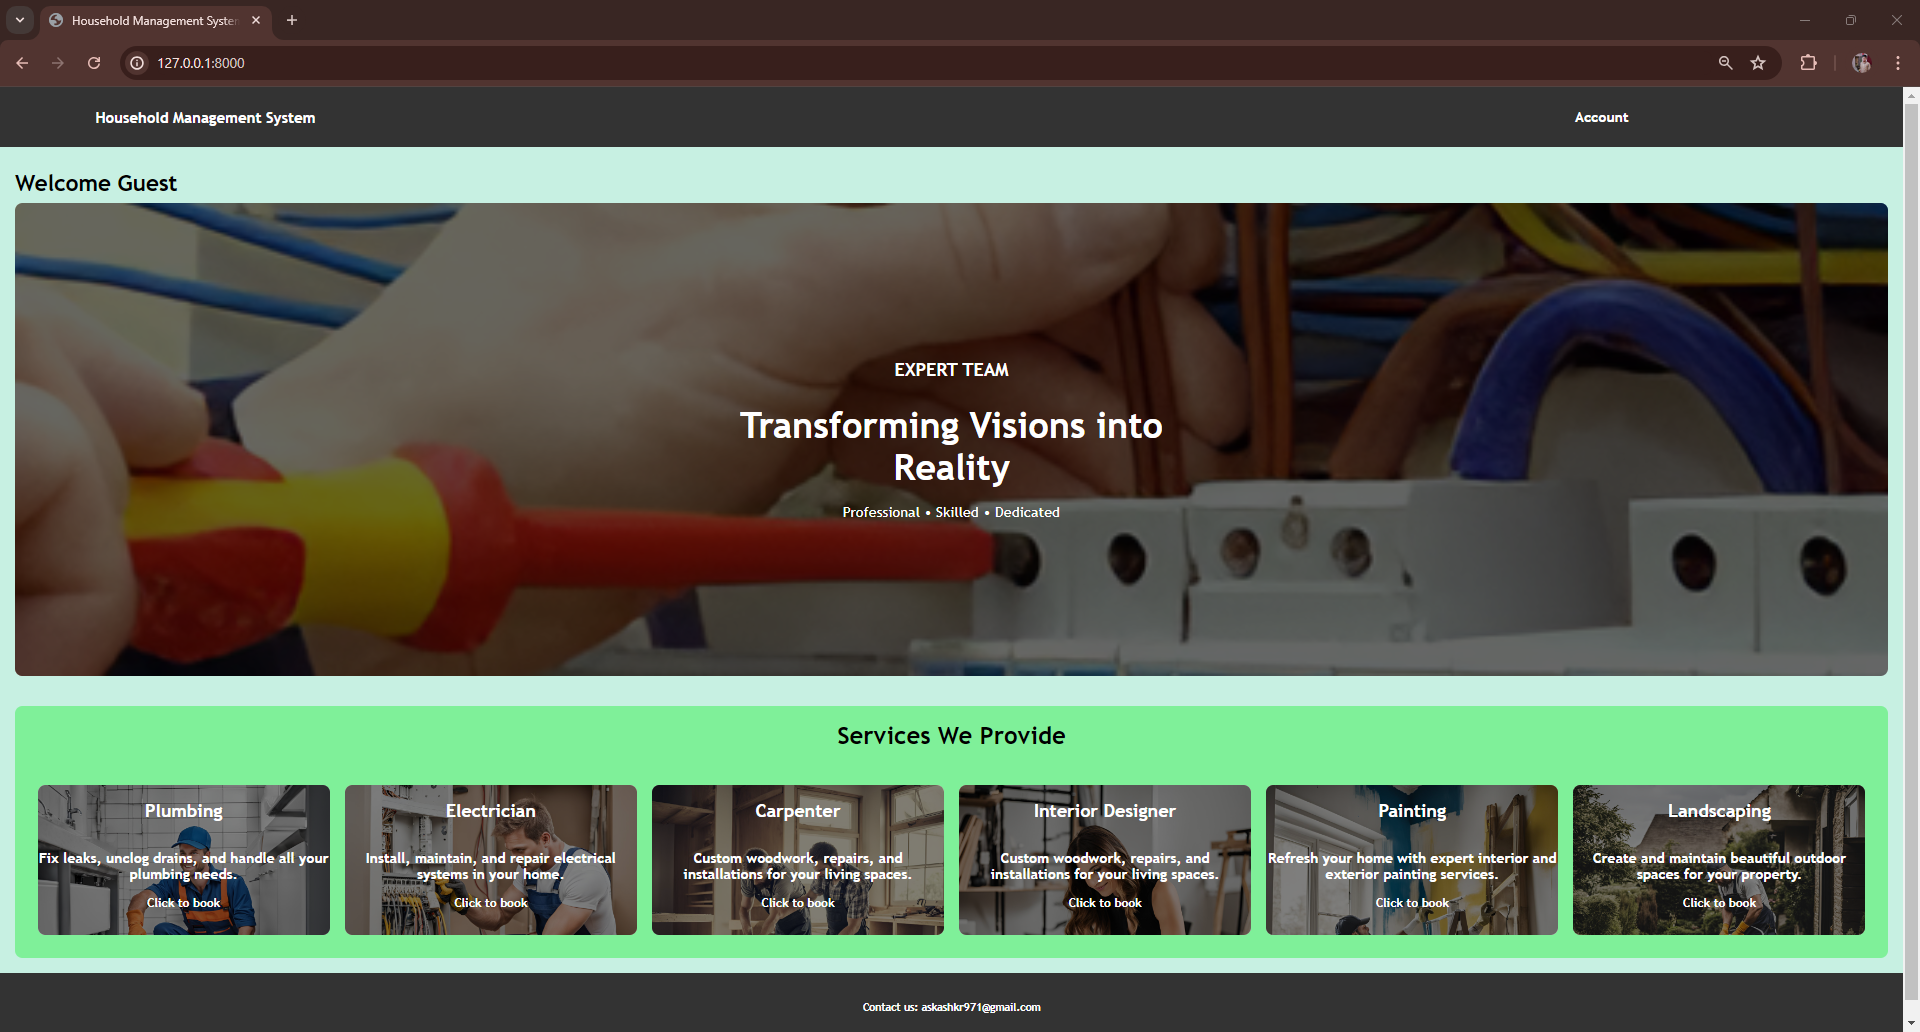 Household Management System
127.0.0.1:8000
Household Management System
Account
Welcome Guest
EXPERT TEAM
Transforming Visions into
Reality
Professional • Skilled • Dedicated
Services We Provide
Plumbing
Fix leaks, unclog drains, and handle all your
plumbing needs.
Click to book
Electrician
Install, maintain, and repair electrical
systems in your home.
Click to book
Carpenter
Custom woodwork, repairs, and
installations for your living spaces.
Click to book
Interior Designer
Custom woodwork, repairs, and
installations for your living spaces.
Click to book
Painting
Refresh your home with expert interior and
exterior painting services.
Click to book
Landscaping
Create and maintain beautiful outdoor
spaces for your property.
Click to book
Contact us: askashkr971@gmail.com